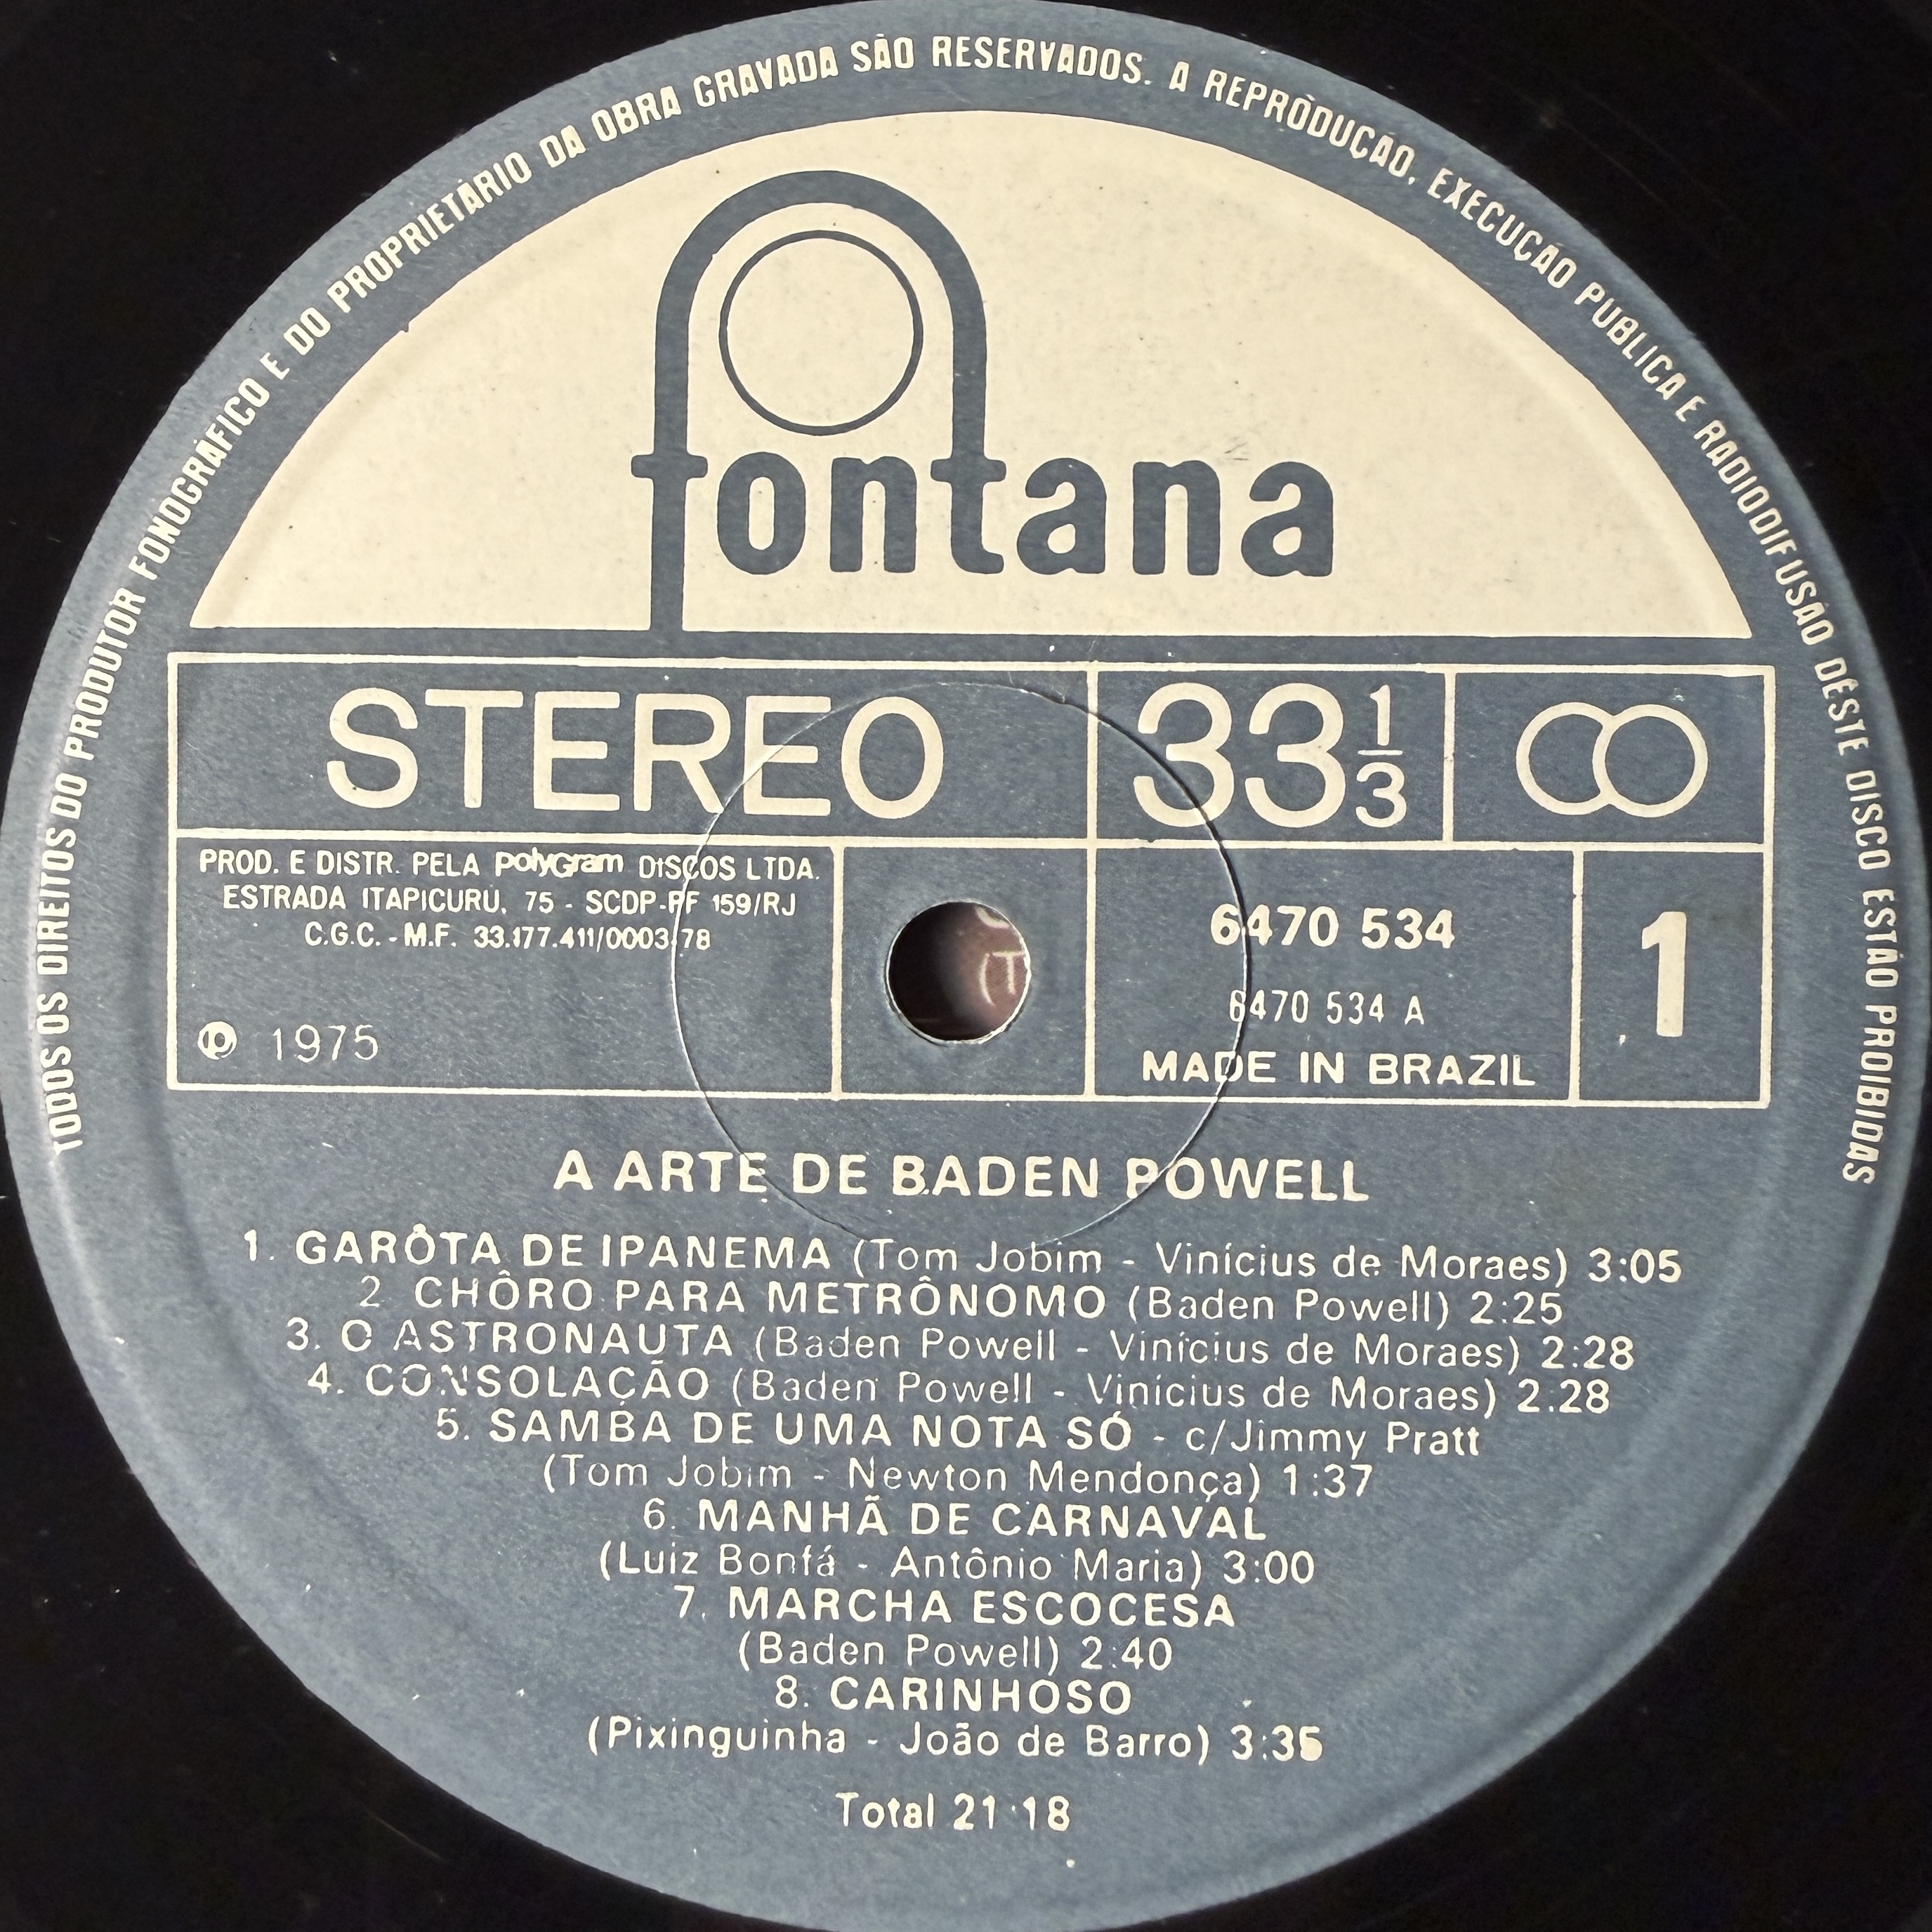 TODOS OS DIREITOS DO PRODUTOR FONOGRÁFICO E DO PROPRIETÁRIO DA OBRA GRAVADA SÃO RESERVADOS. A REPRODUÇÃO, EXECUÇÃO PUBLICA E RADIODIFUSÃO DÊSTE DISCO ESTÃO PROIBIDAS
fontana
STEREO
33 1/3
PROD. E DISTR. PELA polyGram DISCOS LTDA.
ESTRADA ITAPICURÚ, 75 - SCDP-PF 159/RJ
C.G.C. - M.F. 33.177.411/0003-78
℗ 1975
6470 534
6470 534 A
MADE IN BRAZIL
1
A ARTE DE BADEN POWELL
1. GARÔTA DE IPANEMA (Tom Jobim - Vinícius de Moraes) 3:05
2. CHÔRO PARA METRÔNOMO (Baden Powell) 2:25
3. O ASTRONAUTA (Baden Powell - Vinícius de Moraes) 2:28
4. CONSOLAÇÃO (Baden Powell - Vinícius de Moraes) 2:28
5. SAMBA DE UMA NOTA SÓ - c/Jimmy Pratt
(Tom Jobim - Newton Mendonça) 1:37
6. MANHÃ DE CARNAVAL
(Luiz Bonfá - Antônio Maria) 3:00
7. MARCHA ESCOCESA
(Baden Powell) 2:40
8. CARINHOSO
(Pixinguinha - João de Barro) 3:35
Total 21:18